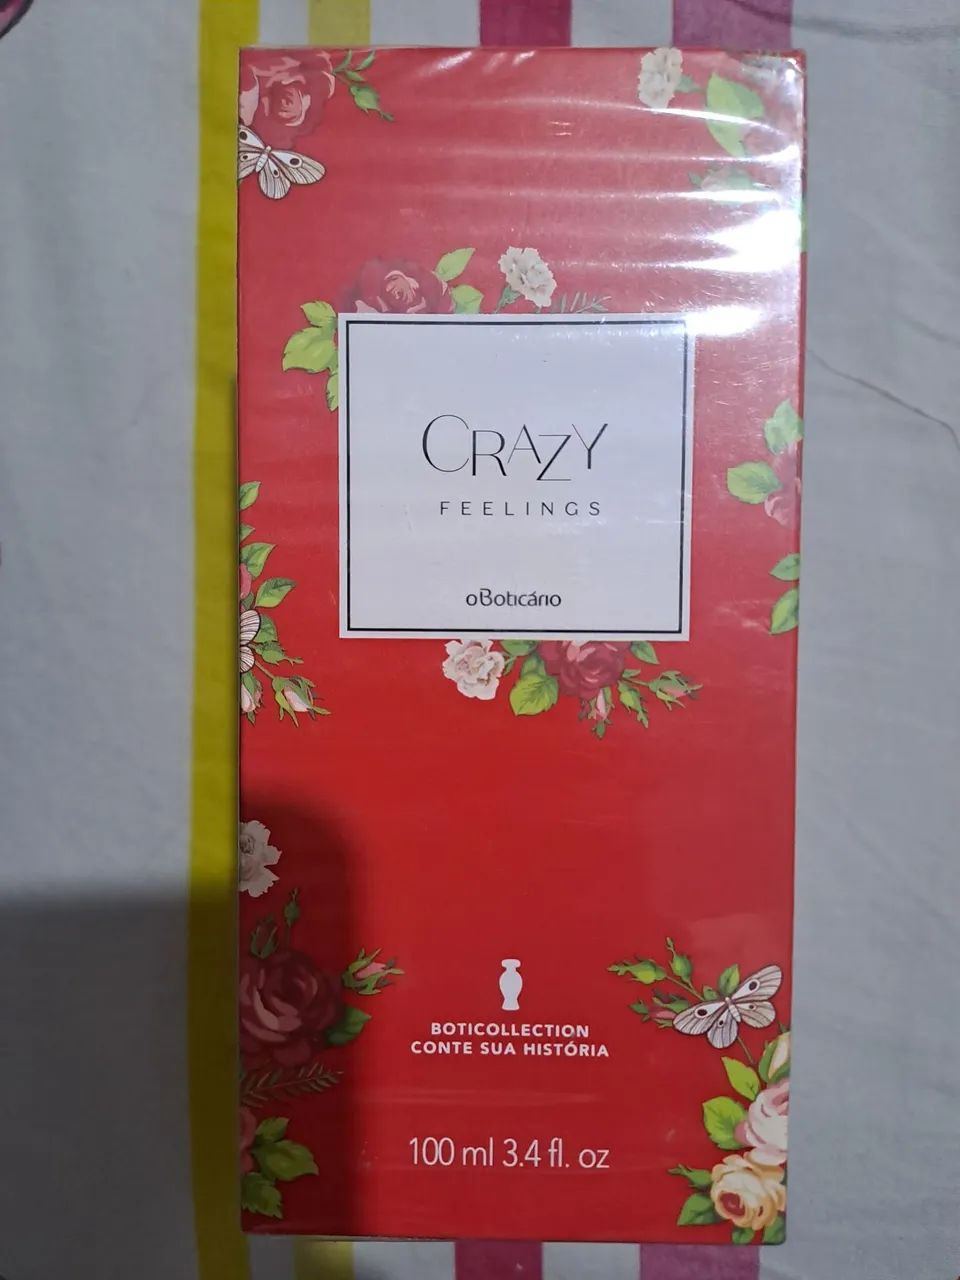 CRAZY
FEELINGS
oBoticário
BOTICOLLECTION
CONTE SUA HISTÓRIA
100 ml 3.4 fl. oz